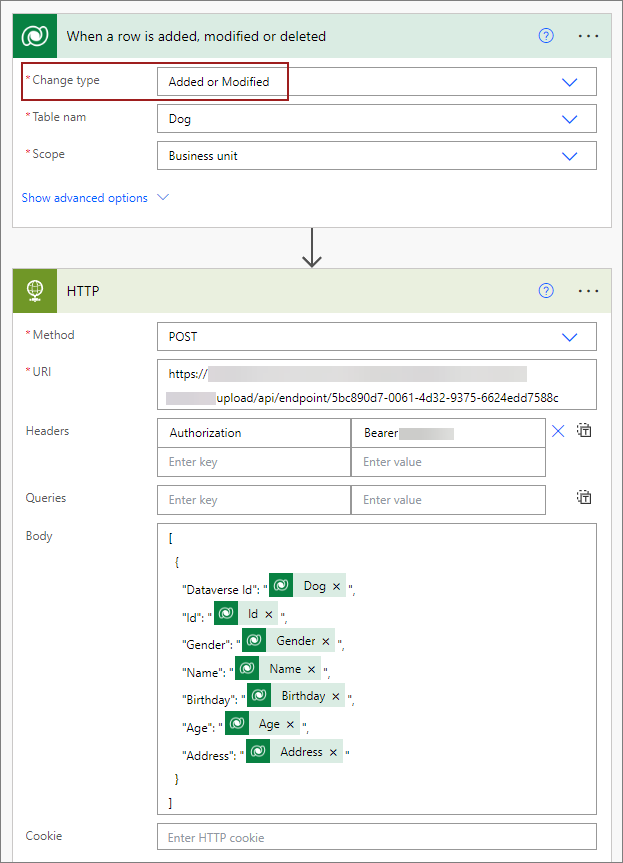 When a row is added, modified or deleted
* Change type Added or Modified
* Table nam Dog
* Scope Business unit
Show advanced options
HTTP
* Method POST
* URI https://
upload/api/endpoint/5bc890d7-0061-4d32-9375-6624edd7588c
Headers Authorization Bearer
Enter key Enter value
Queries Enter key Enter value
Body [
{
"Dataverse Id": " Dog × ",
"Id": " Id × ",
"Gender": " Gender × ",
"Name": " Name × ",
"Birthday": " Birthday × ",
"Age": " Age × ",
"Address": " Address × "
}
]
Cookie Enter HTTP cookie